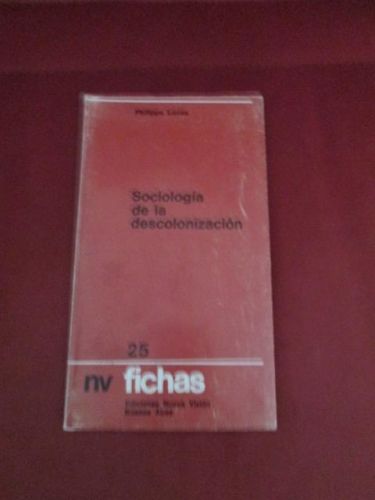 Philippe Lucas
Sociología
de la
descolonización
25
nv fichas
Ediciones Nueva Visión
Buenos Aires